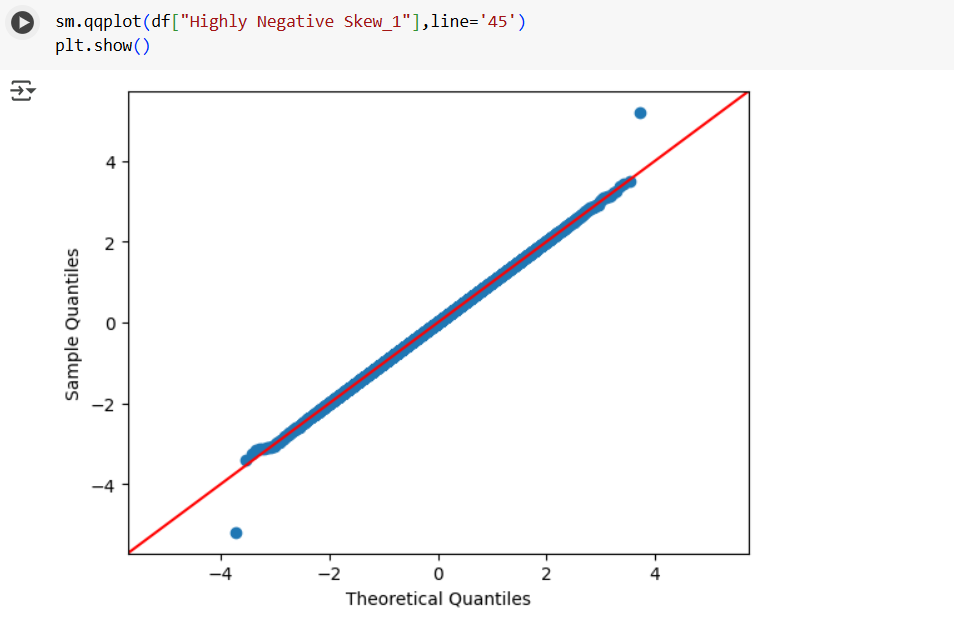 sm.qqplot(df["Highly Negative Skew_1"],line='45')
plt.show()
4
2
0
−2
−4
Sample Quantiles
−4 −2 0 2 4
Theoretical Quantiles